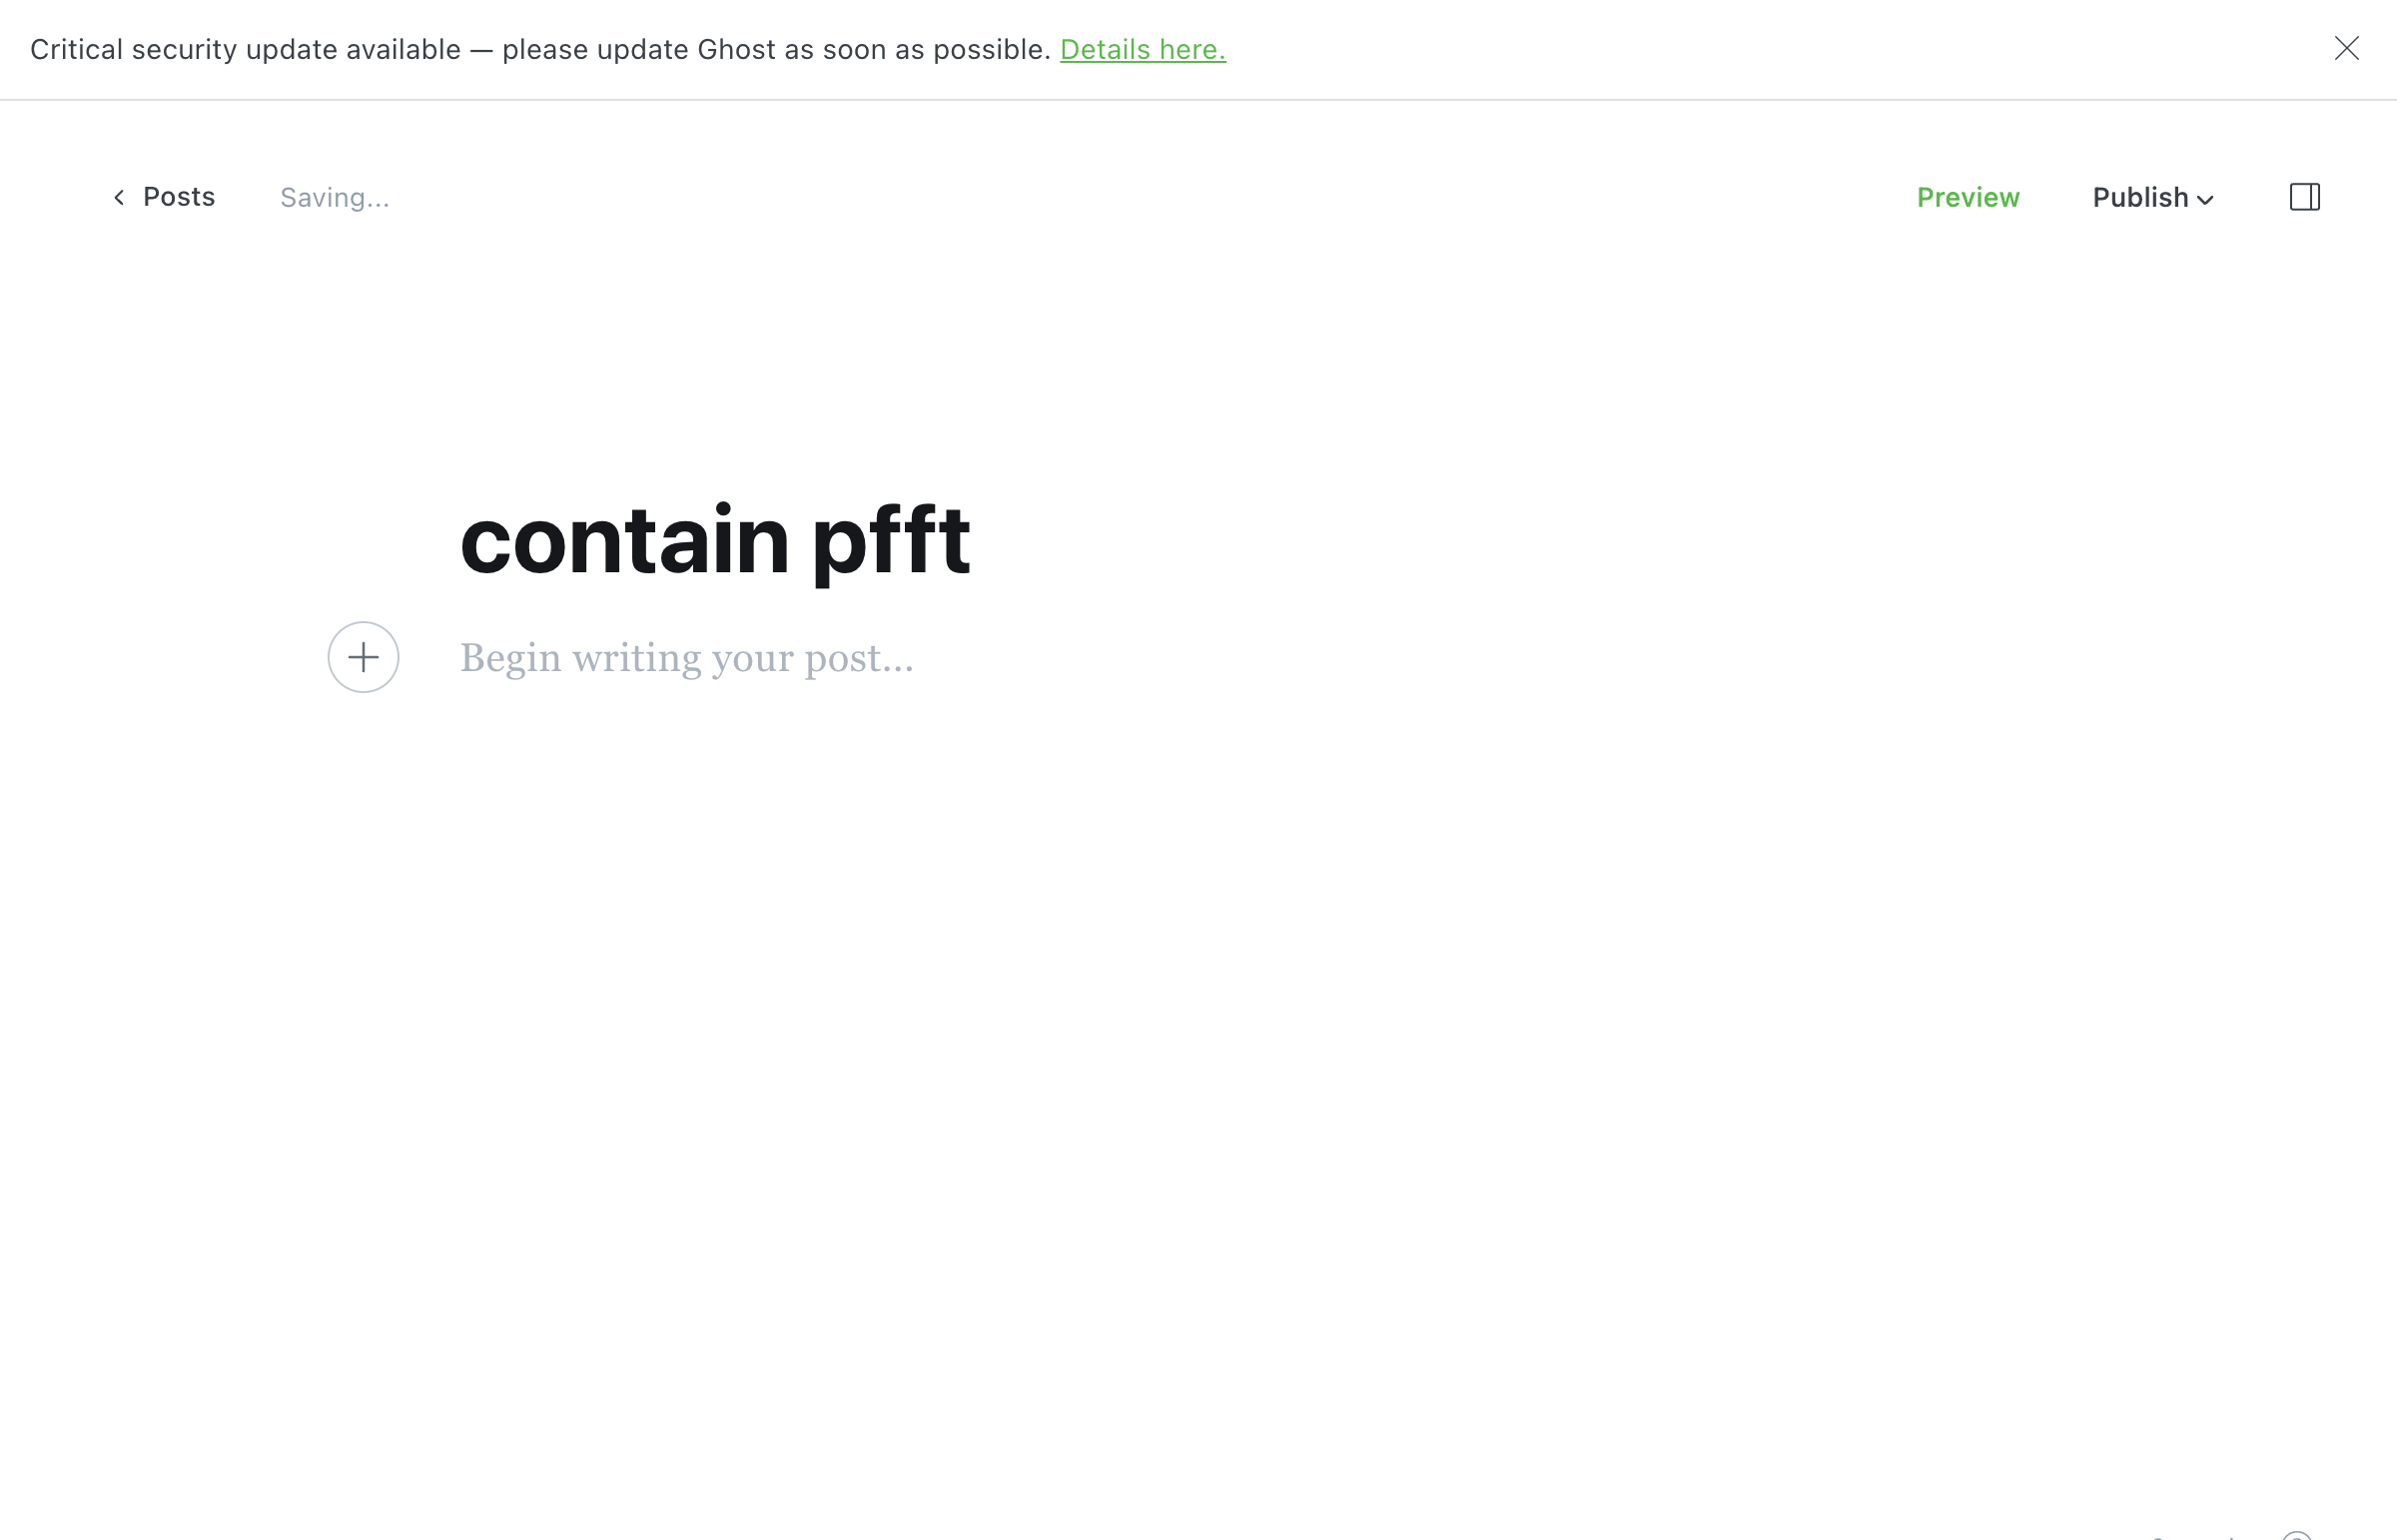 Critical security update available — please update Ghost as soon as possible. Details here.
Posts
Saving...
Preview
Publish
contain pfft
Begin writing your post...